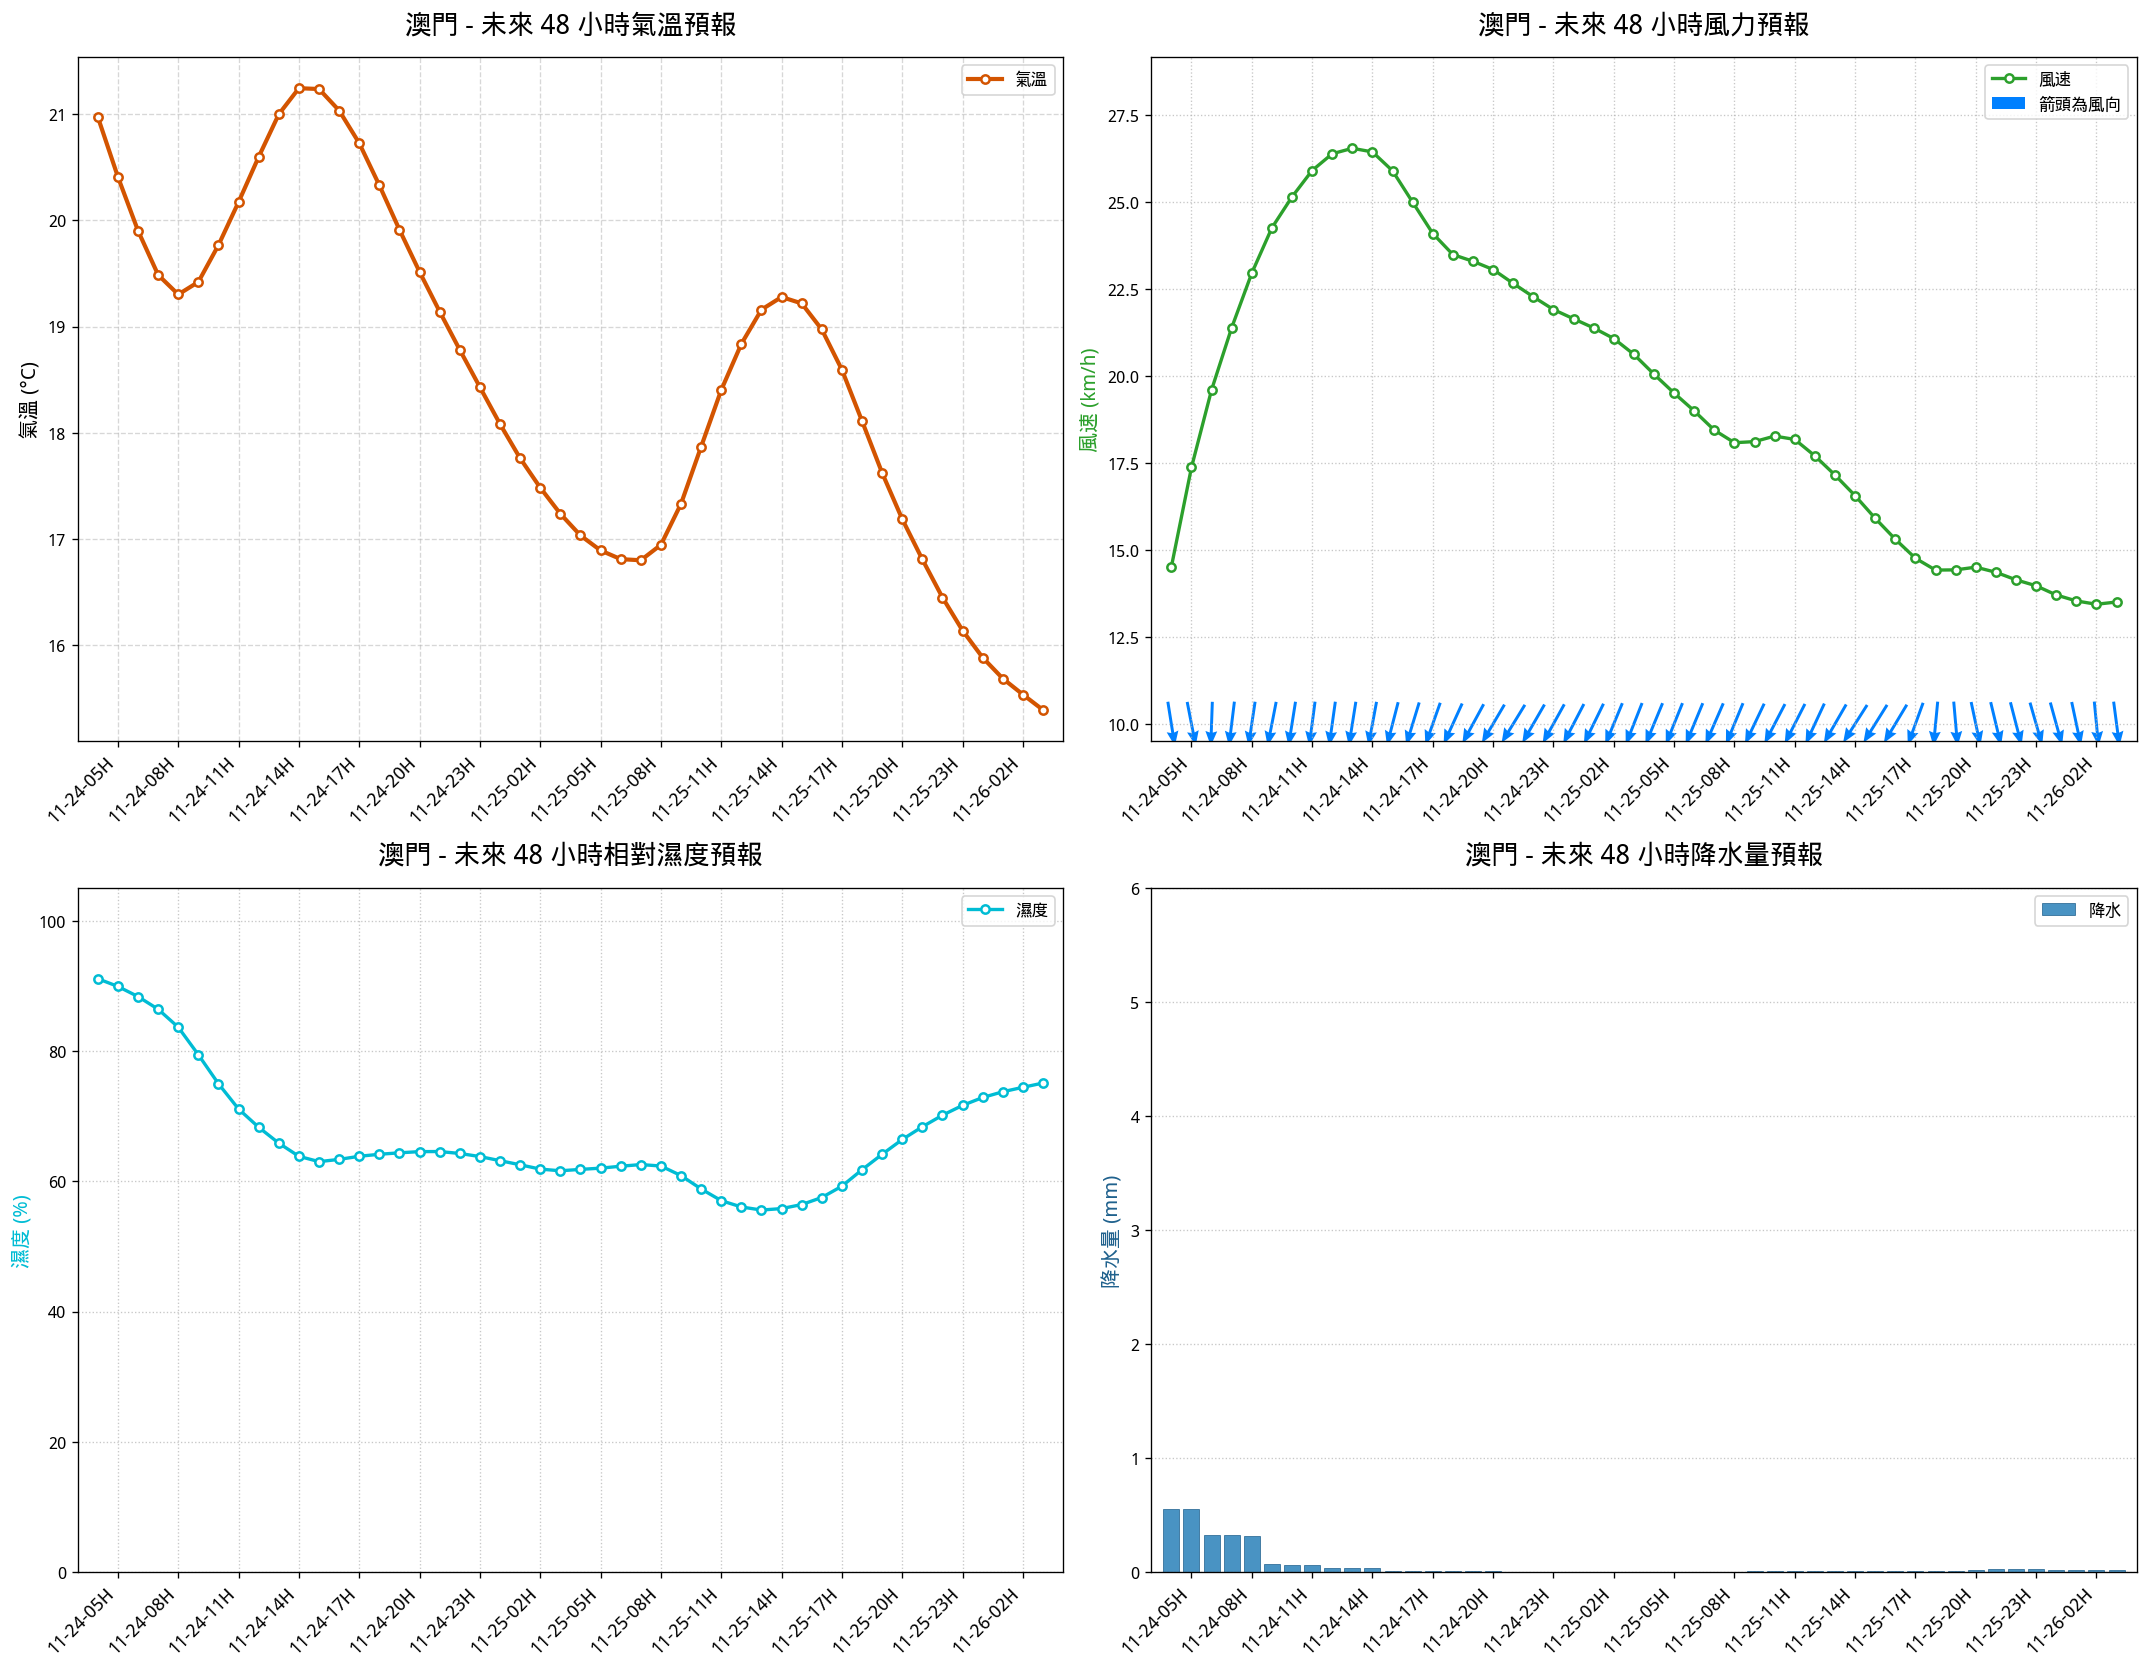 澳門 - 未來 48 小時氣溫預報
氣溫
氣溫 (°C)
21
20
19
18
17
16
11-24-05H
11-24-08H
11-24-11H
11-24-14H
11-24-17H
11-24-20H
11-24-23H
11-25-02H
11-25-05H
11-25-08H
11-25-11H
11-25-14H
11-25-17H
11-25-20H
11-25-23H
11-26-02H
澳門 - 未來 48 小時風力預報
風速
箭頭為風向
風速 (km/h)
27.5
25.0
22.5
20.0
17.5
15.0
12.5
10.0
11-24-05H
11-24-08H
11-24-11H
11-24-14H
11-24-17H
11-24-20H
11-24-23H
11-25-02H
11-25-05H
11-25-08H
11-25-11H
11-25-14H
11-25-17H
11-25-20H
11-25-23H
11-26-02H
澳門 - 未來 48 小時相對濕度預報
濕度
濕度 (%)
100
80
60
40
20
0
11-24-05H
11-24-08H
11-24-11H
11-24-14H
11-24-17H
11-24-20H
11-24-23H
11-25-02H
11-25-05H
11-25-08H
11-25-11H
11-25-14H
11-25-17H
11-25-20H
11-25-23H
11-26-02H
澳門 - 未來 48 小時降水量預報
降水
降水量 (mm)
6
5
4
3
2
1
0
11-24-05H
11-24-08H
11-24-11H
11-24-14H
11-24-17H
11-24-20H
11-24-23H
11-25-02H
11-25-05H
11-25-08H
11-25-11H
11-25-14H
11-25-17H
11-25-20H
11-25-23H
11-26-02H